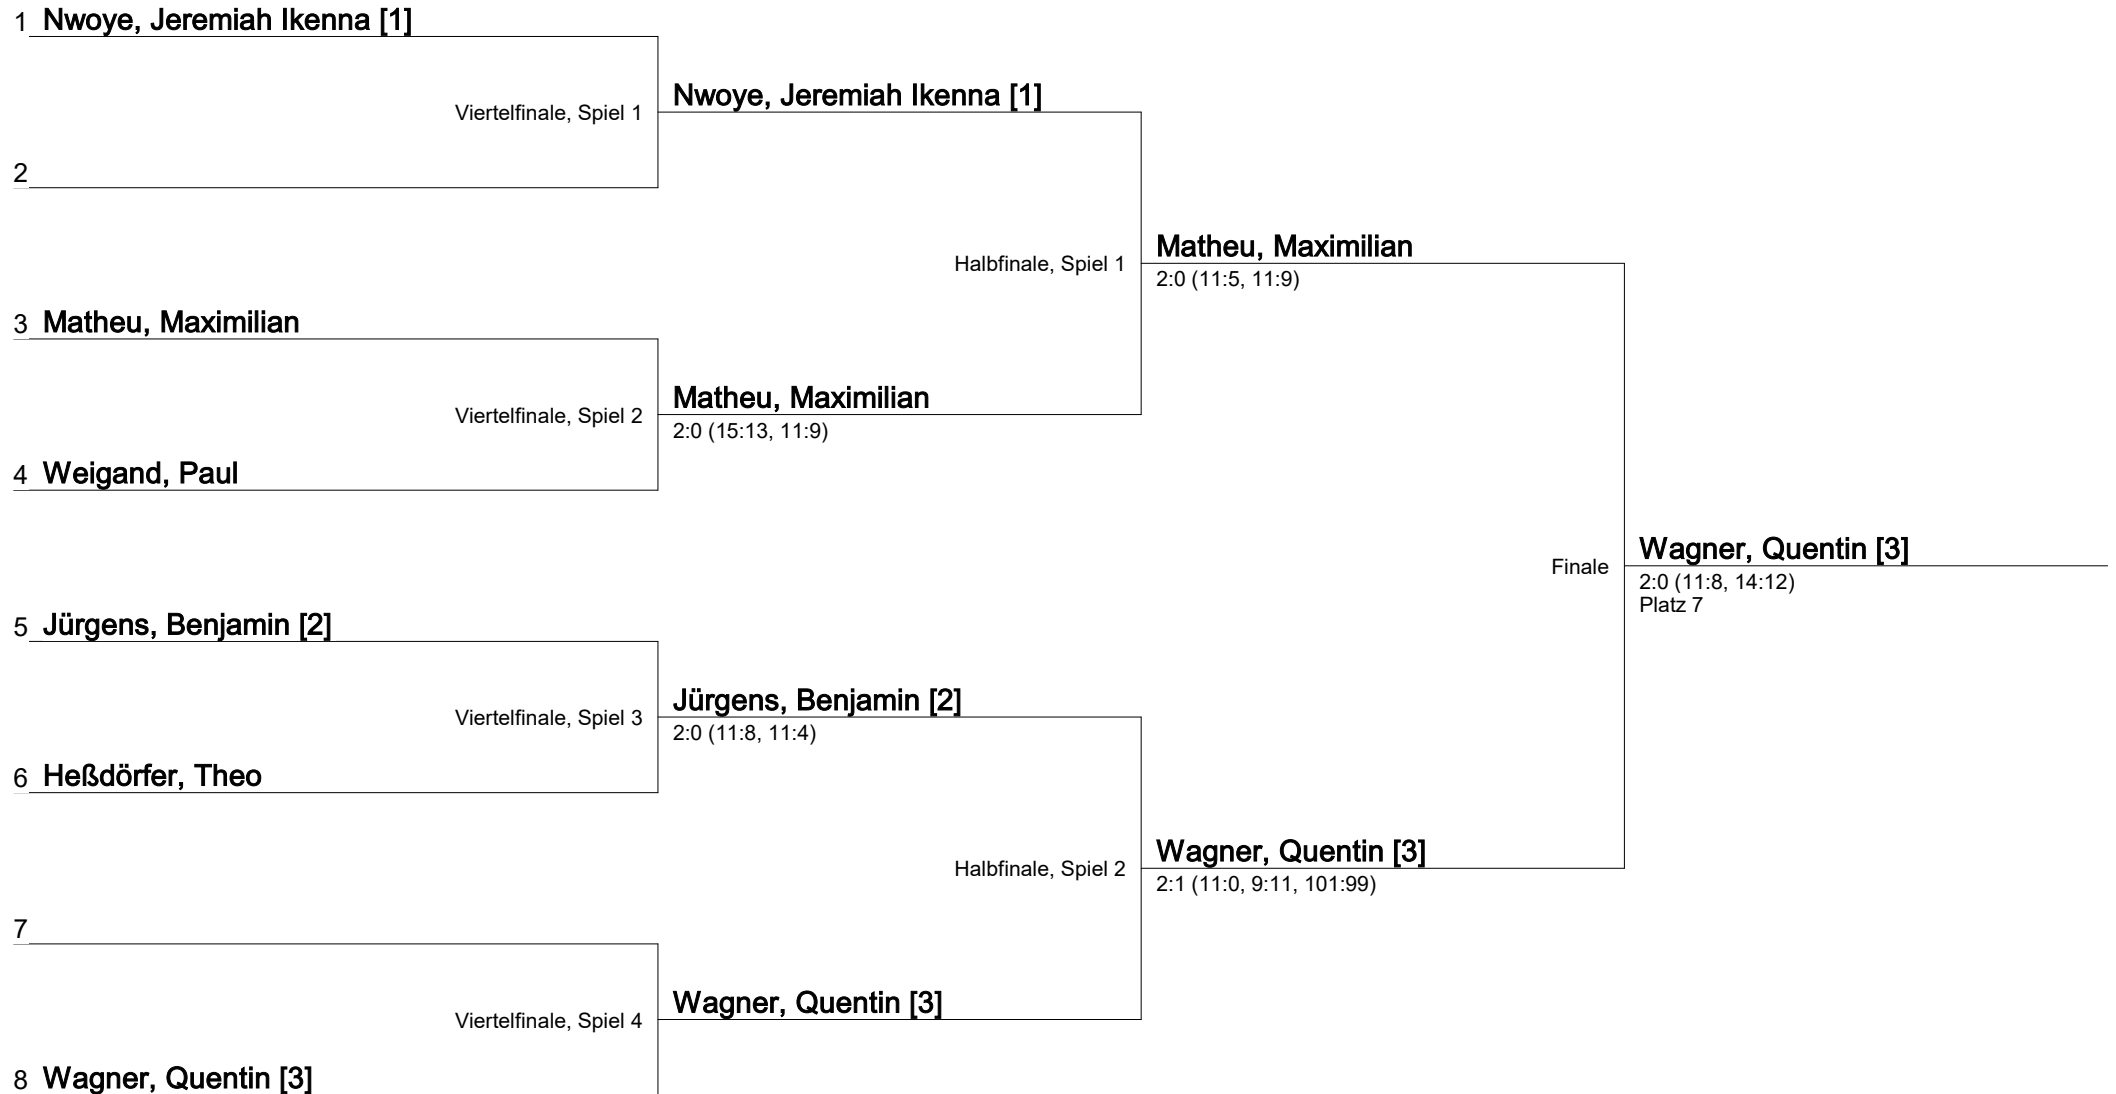 1 Nwoye, Jeremiah Ikenna [1]
Viertelfinale, Spiel 1
Nwoye, Jeremiah Ikenna [1]
2
Halbfinale, Spiel 1
Matheu, Maximilian
2:0 (11:5, 11:9)
3 Matheu, Maximilian
Viertelfinale, Spiel 2
Matheu, Maximilian
2:0 (15:13, 11:9)
4 Weigand, Paul
Finale
Wagner, Quentin [3]
2:0 (11:8, 14:12)
Platz 7
5 Jürgens, Benjamin [2]
Viertelfinale, Spiel 3
Jürgens, Benjamin [2]
2:0 (11:8, 11:4)
6 Heßdörfer, Theo
Halbfinale, Spiel 2
Wagner, Quentin [3]
2:1 (11:0, 9:11, 101:99)
7
Viertelfinale, Spiel 4
Wagner, Quentin [3]
8 Wagner, Quentin [3]